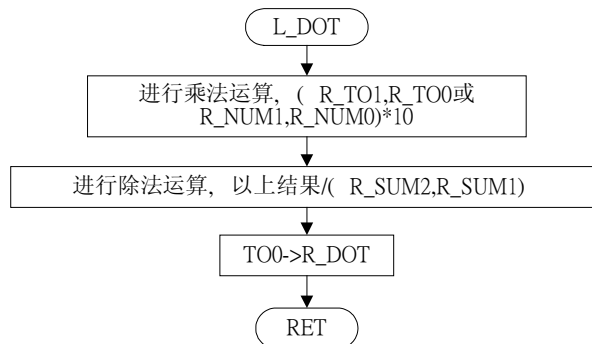 L_DOT
进行乘法运算, ( R_TO1,R_TO0或
R_NUM1,R_NUM0)*10
进行除法运算, 以上结果/( R_SUM2,R_SUM1)
TO0->R_DOT
RET